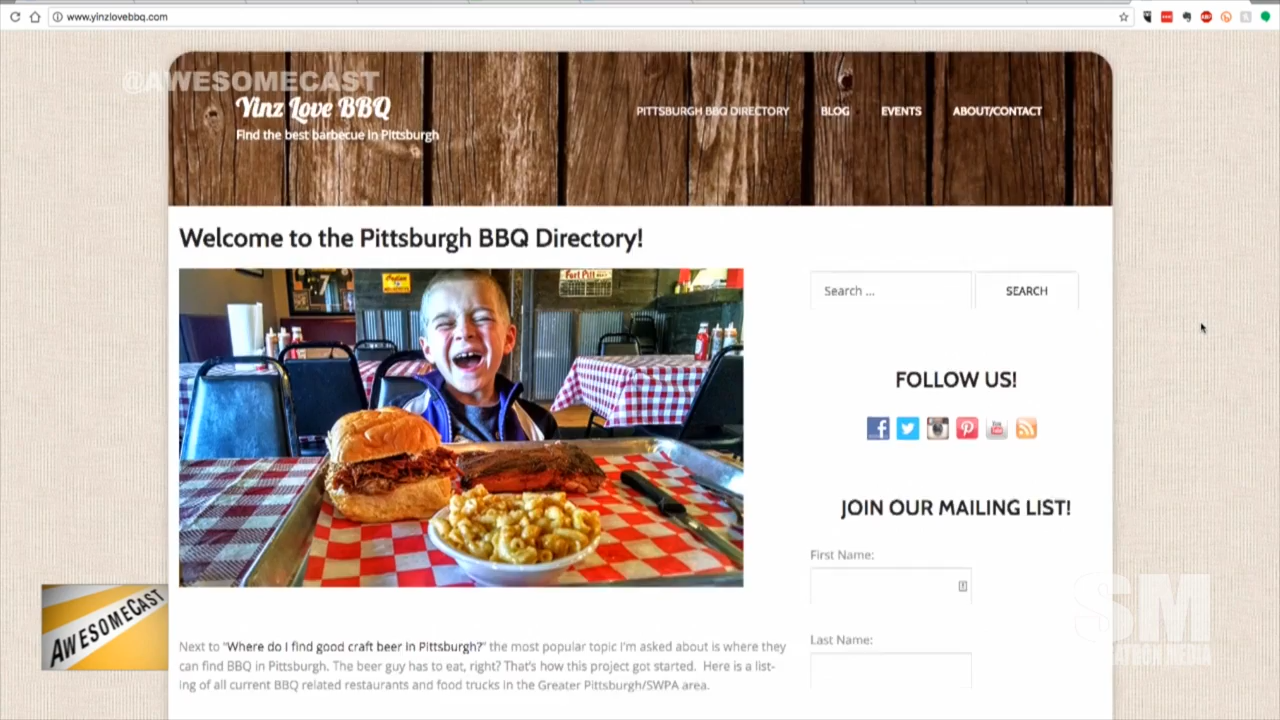 www.yinzlovebbq.com
@AWESOMECAST
Yinz Love BBQ
Find the best barbecue in Pittsburgh
PITTSBURGH BBQ DIRECTORY BLOG EVENTS ABOUT/CONTACT
Welcome to the Pittsburgh BBQ Directory!
7
Fort Pitt
Search ...
SEARCH
FOLLOW US!
You
JOIN OUR MAILING LIST!
First Name:
Last Name:
AWESOMECAST
SM
MEDIA
Next to "Where do I find good craft beer in Pittsburgh?" the most popular topic I'm asked about is where they
can find BBQ in Pittsburgh. The beer guy has to eat, right? That's how this project got started. Here is a list-
ing of all current BBQ related restaurants and food trucks in the Greater Pittsburgh/SWPA area.